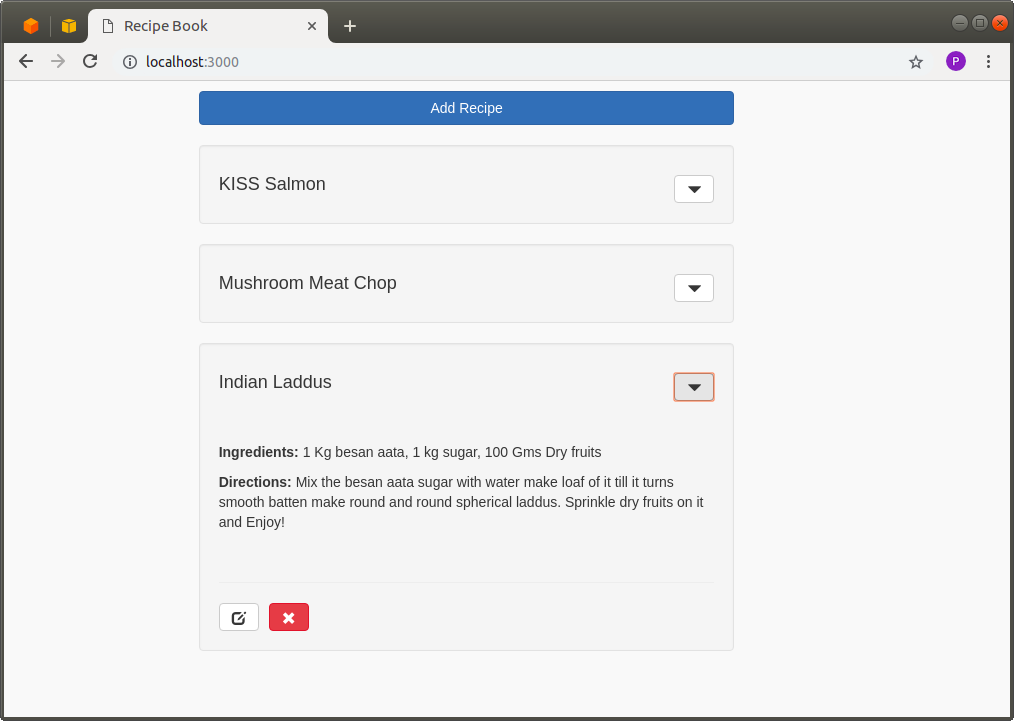 Recipe Book
localhost:3000
P
Add Recipe
KISS Salmon
Mushroom Meat Chop
Indian Laddus
Ingredients: 1 Kg besan aata, 1 kg sugar, 100 Gms Dry fruits
Directions: Mix the besan aata sugar with water make loaf of it till it turns
smooth batten make round and round spherical laddus. Sprinkle dry fruits on it
and Enjoy!